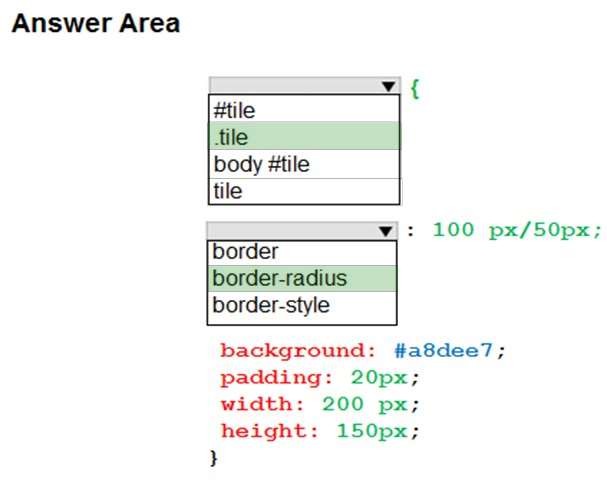 Answer Area
{
#tile
.tile
body #tile
tile
: 100 px/50px;
border
border-radius
border-style
background: #a8dee7;
padding: 20px;
width: 200 px;
height: 150px;
}